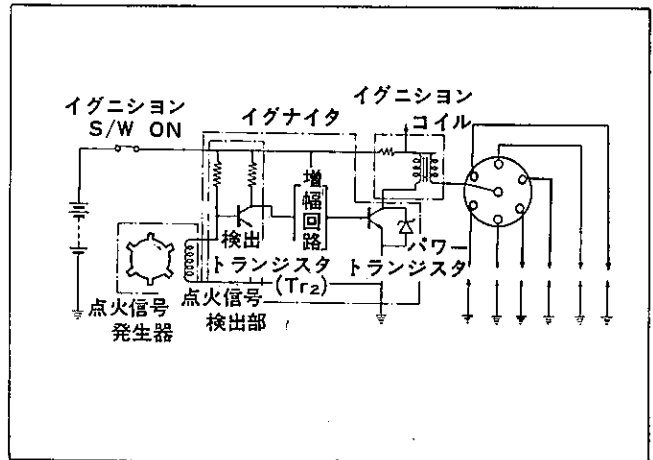 イグニション
S/W ON
イグナイタ
イグニション
コイル
増幅回路
検出
トランジスタ
(Tr₂)
パワー
トランジスタ
点火信号
発生器
点火信号
検出部